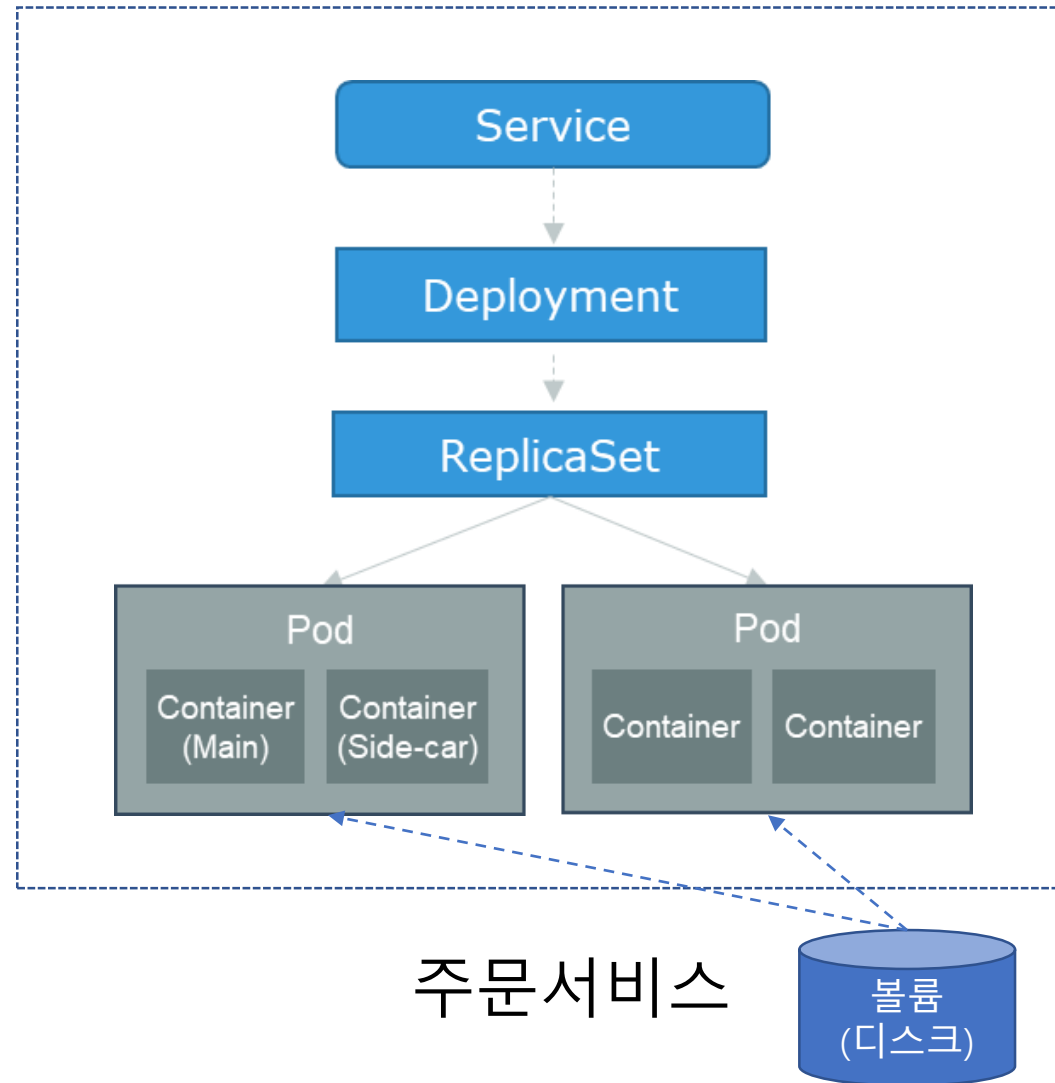 Service
Deployment
ReplicaSet
Pod
Container
(Main)
Container
(Side-car)
Pod
Container
Container
주문서비스
볼륨
(디스크)